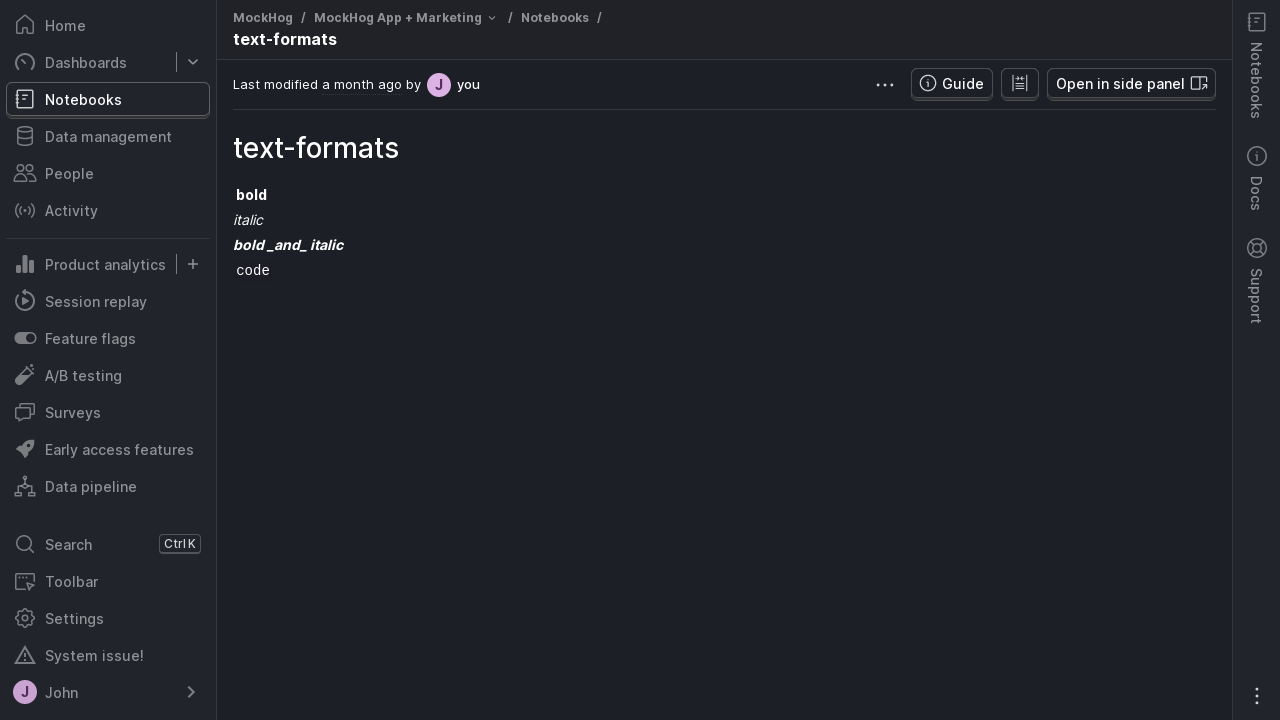 Home
Dashboards
Notebooks
Data management
People
Activity
Product analytics
Session replay
Feature flags
A/B testing
Surveys
Early access features
Data pipeline
Search Ctrl K
Toolbar
Settings
System issue!
J John
MockHog / MockHog App + Marketing / Notebooks /
text-formats
Last modified a month ago by J you
Guide
Open in side panel
text-formats
bold
italic
bold _and_ italic
code
Notebooks
Docs
Support